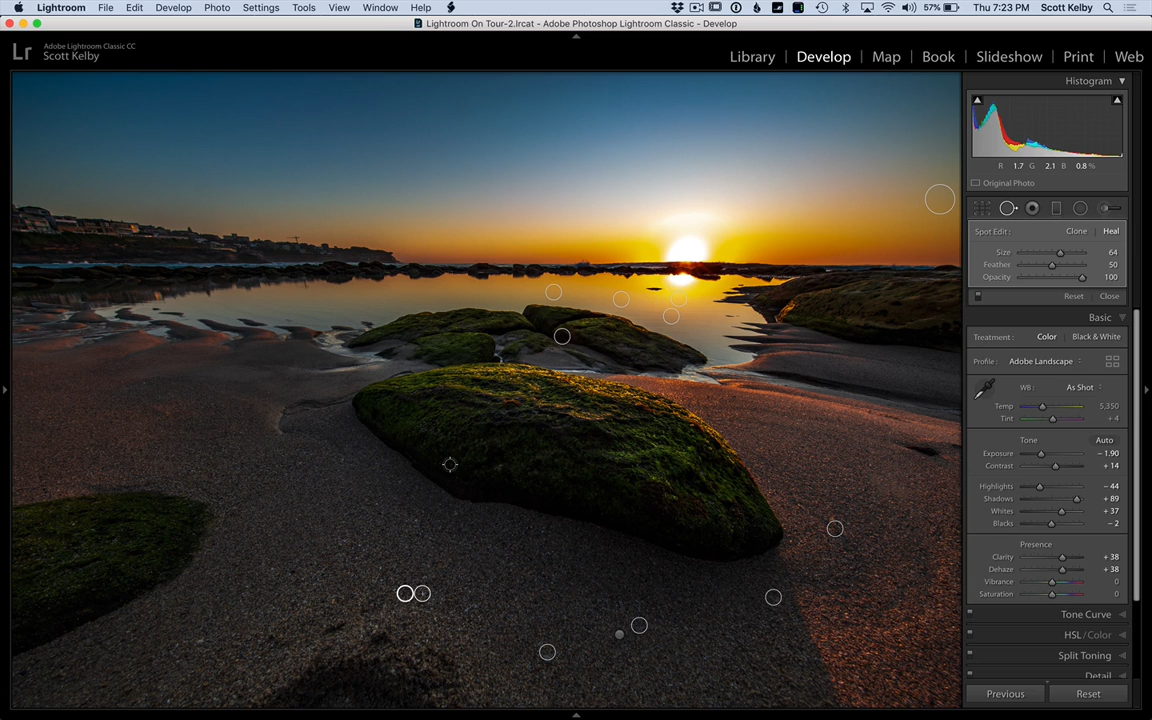 Lightroom File Edit Develop Photo Settings Tools View Window Help 57% Thu 7:23 PM Scott Kelby
Lightroom On Tour-2.lrcat - Adobe Photoshop Lightroom Classic - Develop
Lr Adobe Lightroom Classic CC
Scott Kelby
Library Develop Map Book Slideshow Print Web
Histogram
R 1.7 G 2.1 B 0.8 %
Original Photo
Spot Edit : Clone Heal
Size 64
Feather 50
Opacity 100
Reset Close
Basic
Treatment : Color Black & White
Profile : Adobe Landscape
WB : As Shot
Temp 5,350
Tint + 4
Tone Auto
Exposure − 1.90
Contrast + 14
Highlights − 44
Shadows + 89
Whites + 37
Blacks − 2
Presence
Clarity + 38
Dehaze + 38
Vibrance 0
Saturation 0
Tone Curve
HSL / Color
Split Toning
Detail
Previous Reset